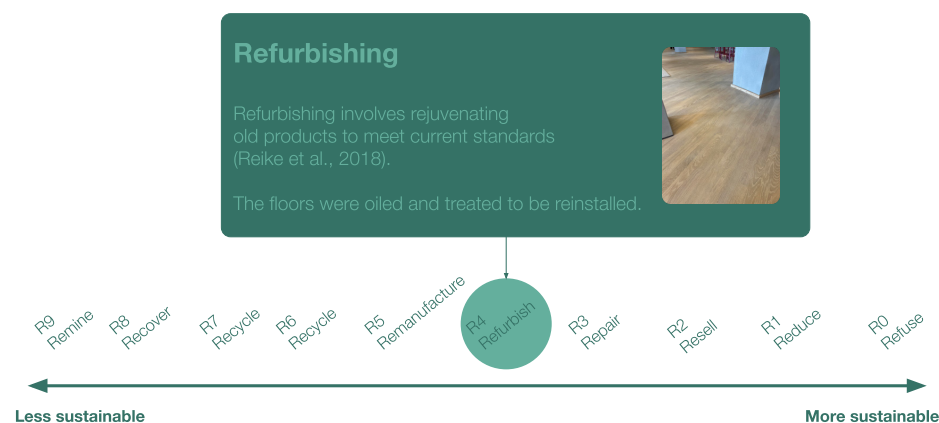 Refurbishing
Refurbishing involves rejuvenating
old products to meet current standards
(Reike et al., 2018).
The floors were oiled and treated to be reinstalled.
R9
Remine
R8
Recover
R7
Recycle
R6
Recycle
R5
Remanufacture
R4
Refurbish
R3
Repair
R2
Resell
R1
Reduce
R0
Refuse
Less sustainable
More sustainable